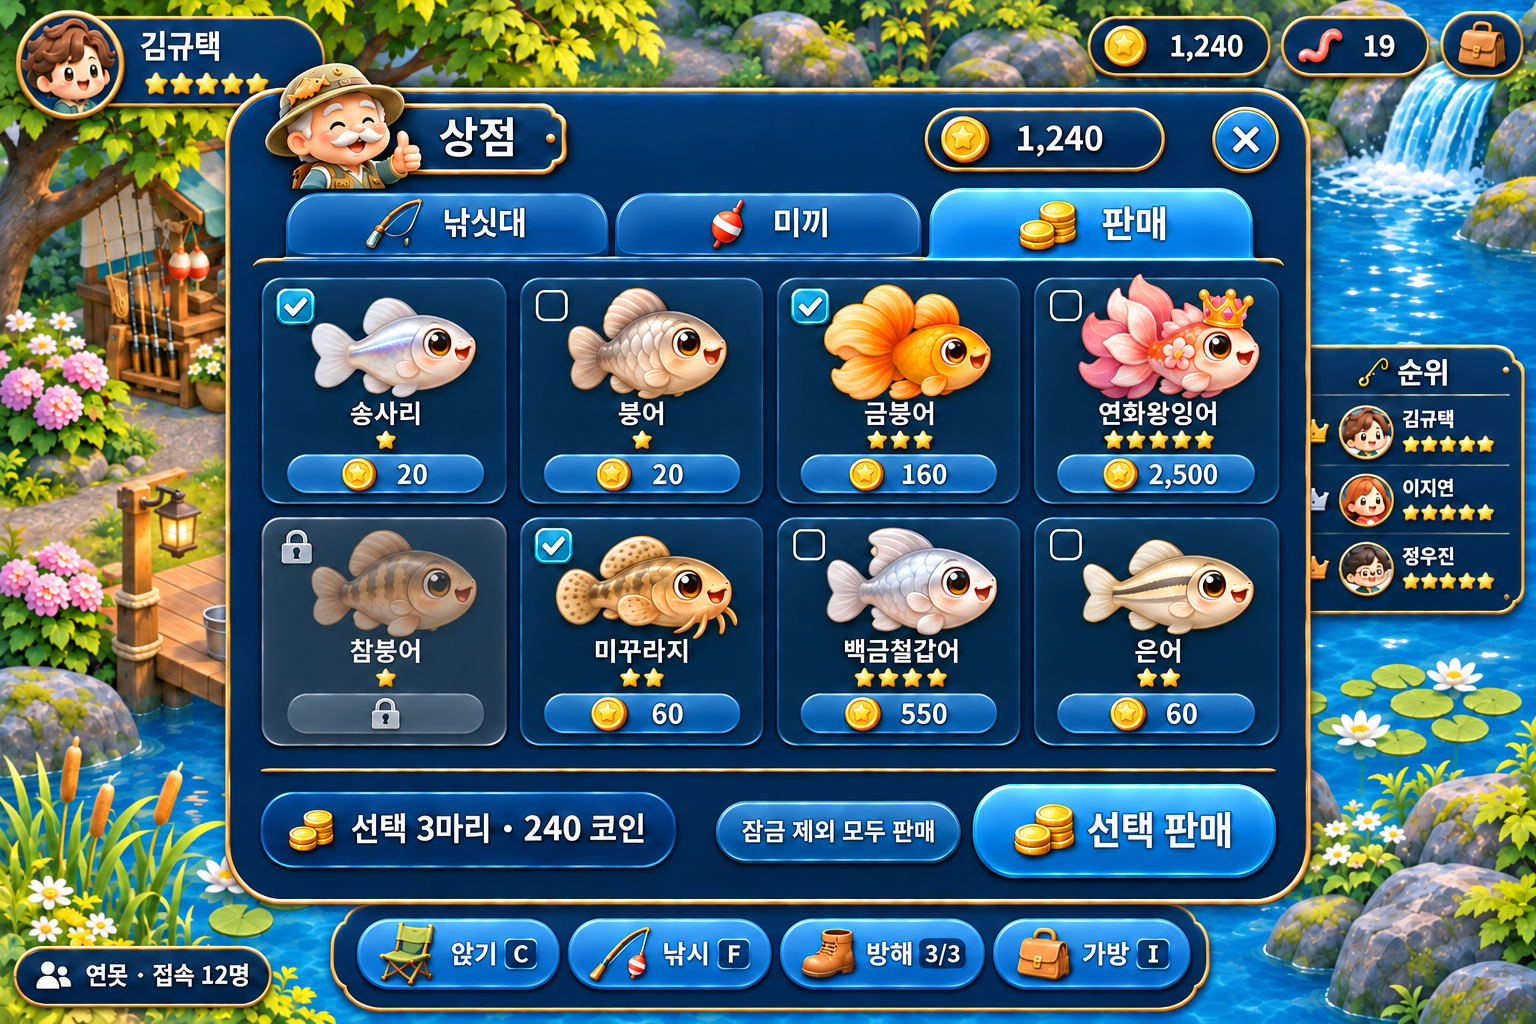 김규택
1,240
19
상점
1,240
낚싯대
미끼
판매
송사리
20
붕어
20
금붕어
160
연화왕잉어
2,500
참붕어
미꾸라지
60
백금철갑어
550
은어
60
순위
김규택
이지연
정우진
선택 3마리 · 240 코인
잠금 제외 모두 판매
선택 판매
앉기 C
낚시 F
방해 3/3
가방 I
연못 · 접속 12명